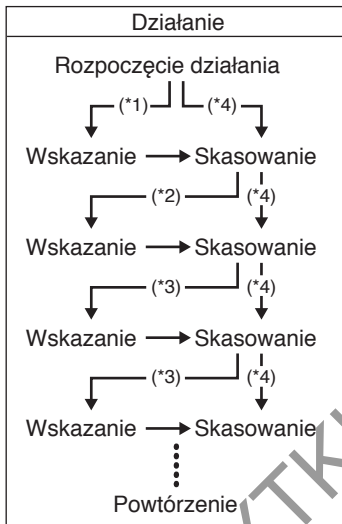 Działanie
Rozpoczęcie działania
(*1) (*4)
Wskazanie Skasowanie
(*2) (*4)
Wskazanie Skasowanie
(*3) (*4)
Wskazanie Skasowanie
(*3) (*4)
Wskazanie Skasowanie
Powtórzenie